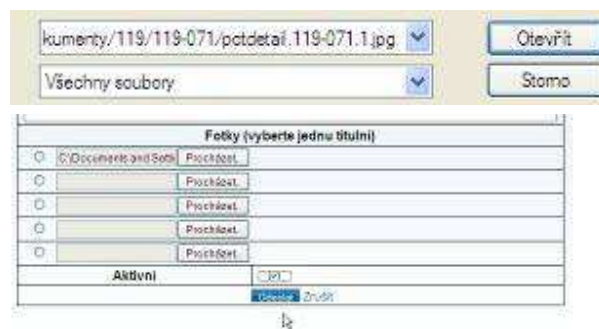 kumenty/119/119-071/pctdetail.119-071.1.jpg Otevřít
Všechny soubory Storno
Fotky (vyberte jednu titulní)
C:\Documents and Setti Procházet.
Procházet.
Procházet.
Procházet.
Procházet.
Aktivní
Odeslat Zrušit